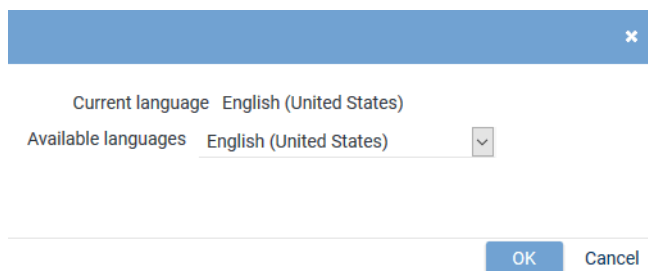 Current language English (United States)
Available languages English (United States)
OK Cancel